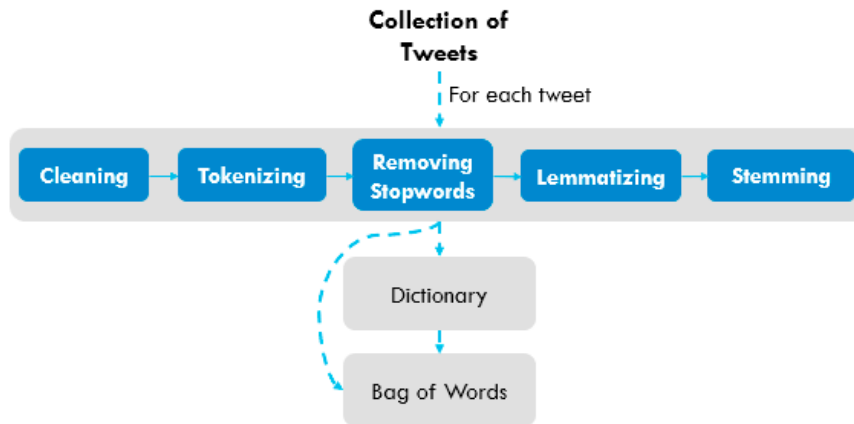 Collection of
Tweets
For each tweet
Cleaning
Tokenizing
Removing
Stopwords
Lemmatizing
Stemming
Dictionary
Bag of Words